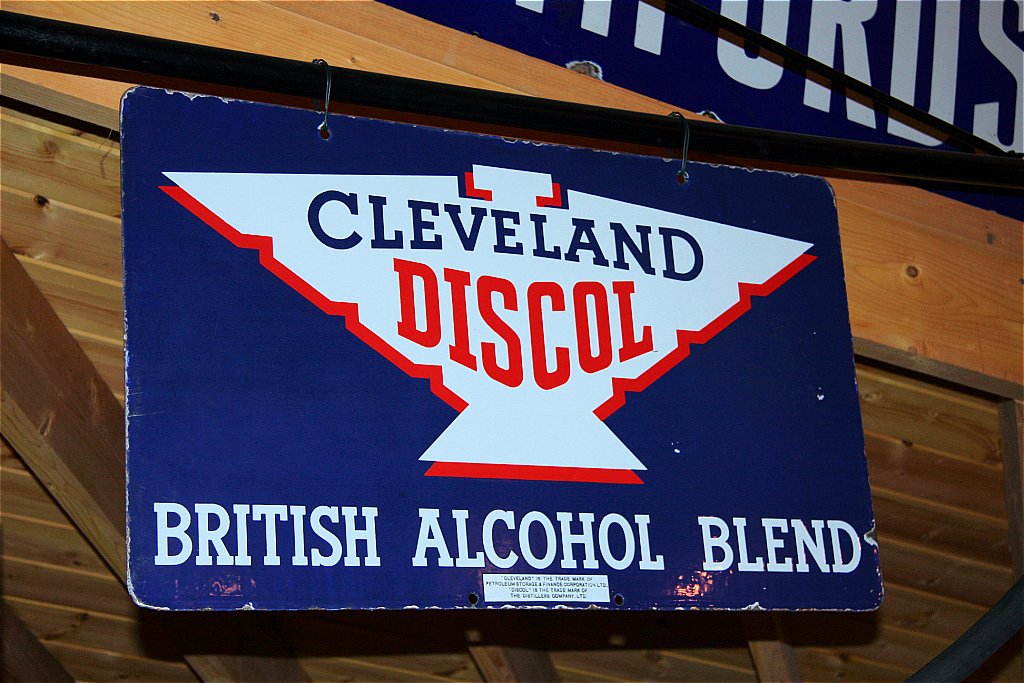 CLEVELAND
DISCOL
BRITISH ALCOHOL BLEND
"CLEVELAND" IS THE TRADE MARK OF
PETROLEUM STORAGE & FINANCE CORPORATION LTD.
"DISCOL" IS THE TRADE MARK OF
THE DISTILLERS COMPANY, LTD.